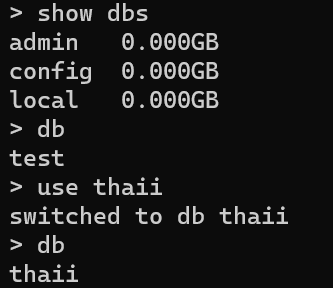 > show dbs
admin   0.000GB
config  0.000GB
local   0.000GB
> db
test
> use thaii
switched to db thaii
> db
thaii